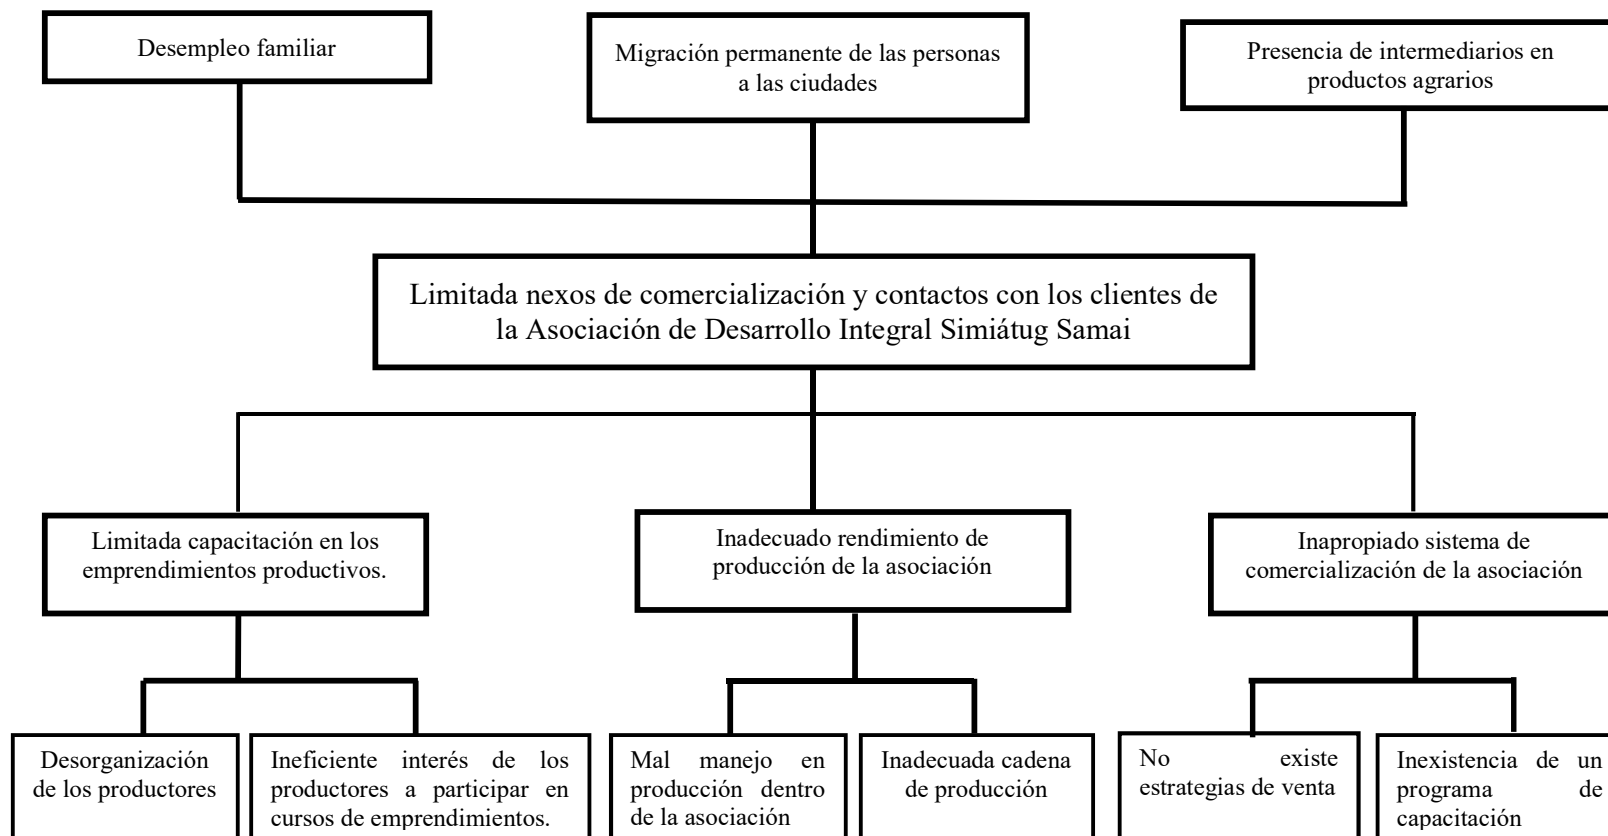 Desempleo familiar
Migración permanente de las personas
a las ciudades
Presencia de intermediarios en
productos agrarios
Limitada nexos de comercialización y contactos con los clientes de
la Asociación de Desarrollo Integral Simiátug Samai
Limitada capacitación en los
emprendimientos productivos.
Inadecuado rendimiento de
producción de la asociación
Inapropiado sistema de
comercialización de la asociación
Desorganización
de los productores
Ineficiente interés de los
productores a participar en
cursos de emprendimientos.
Mal manejo en
producción dentro
de la asociación
Inadecuada cadena
de producción
No existe
estrategias de venta
Inexistencia de un
programa de
capacitación